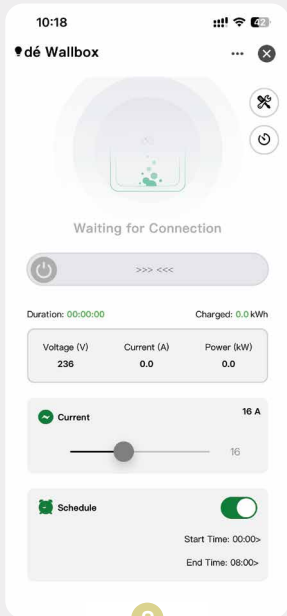 10:18
42
dé Wallbox
Waiting for Connection
>>> <<<
Duration: 00:00:00 Charged: 0.0 kWh
Voltage (V) Current (A) Power (kW)
236 0.0 0.0
Current 16 A
16
Schedule
Start Time: 00:00>
End Time: 08:00>